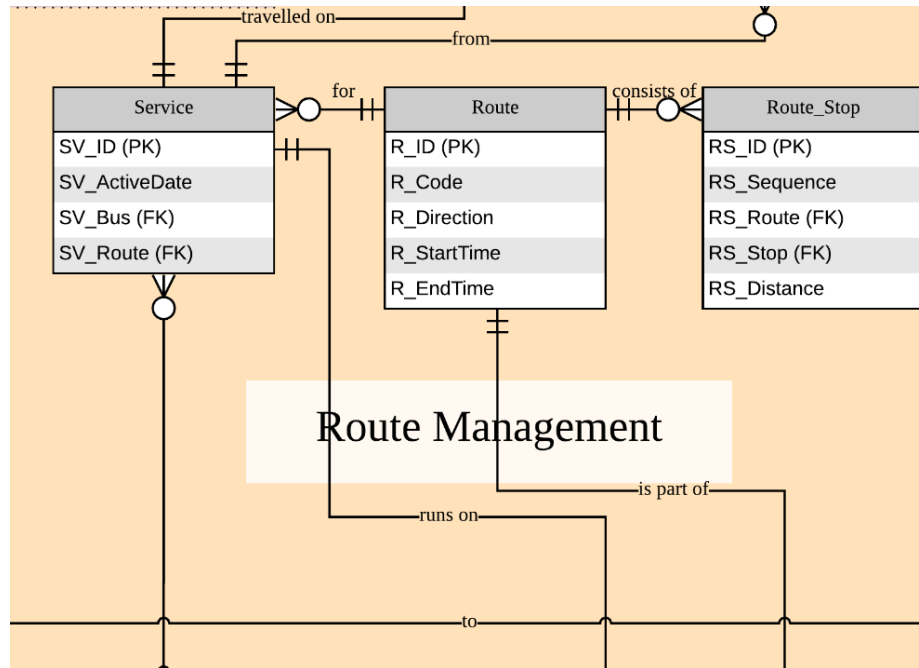 travelled on
from
Service
SV_ID (PK)
SV_ActiveDate
SV_Bus (FK)
SV_Route (FK)
for
Route
R_ID (PK)
R_Code
R_Direction
R_StartTime
R_EndTime
consists of
Route_Stop
RS_ID (PK)
RS_Sequence
RS_Route (FK)
RS_Stop (FK)
RS_Distance
Route Management
is part of
runs on
to